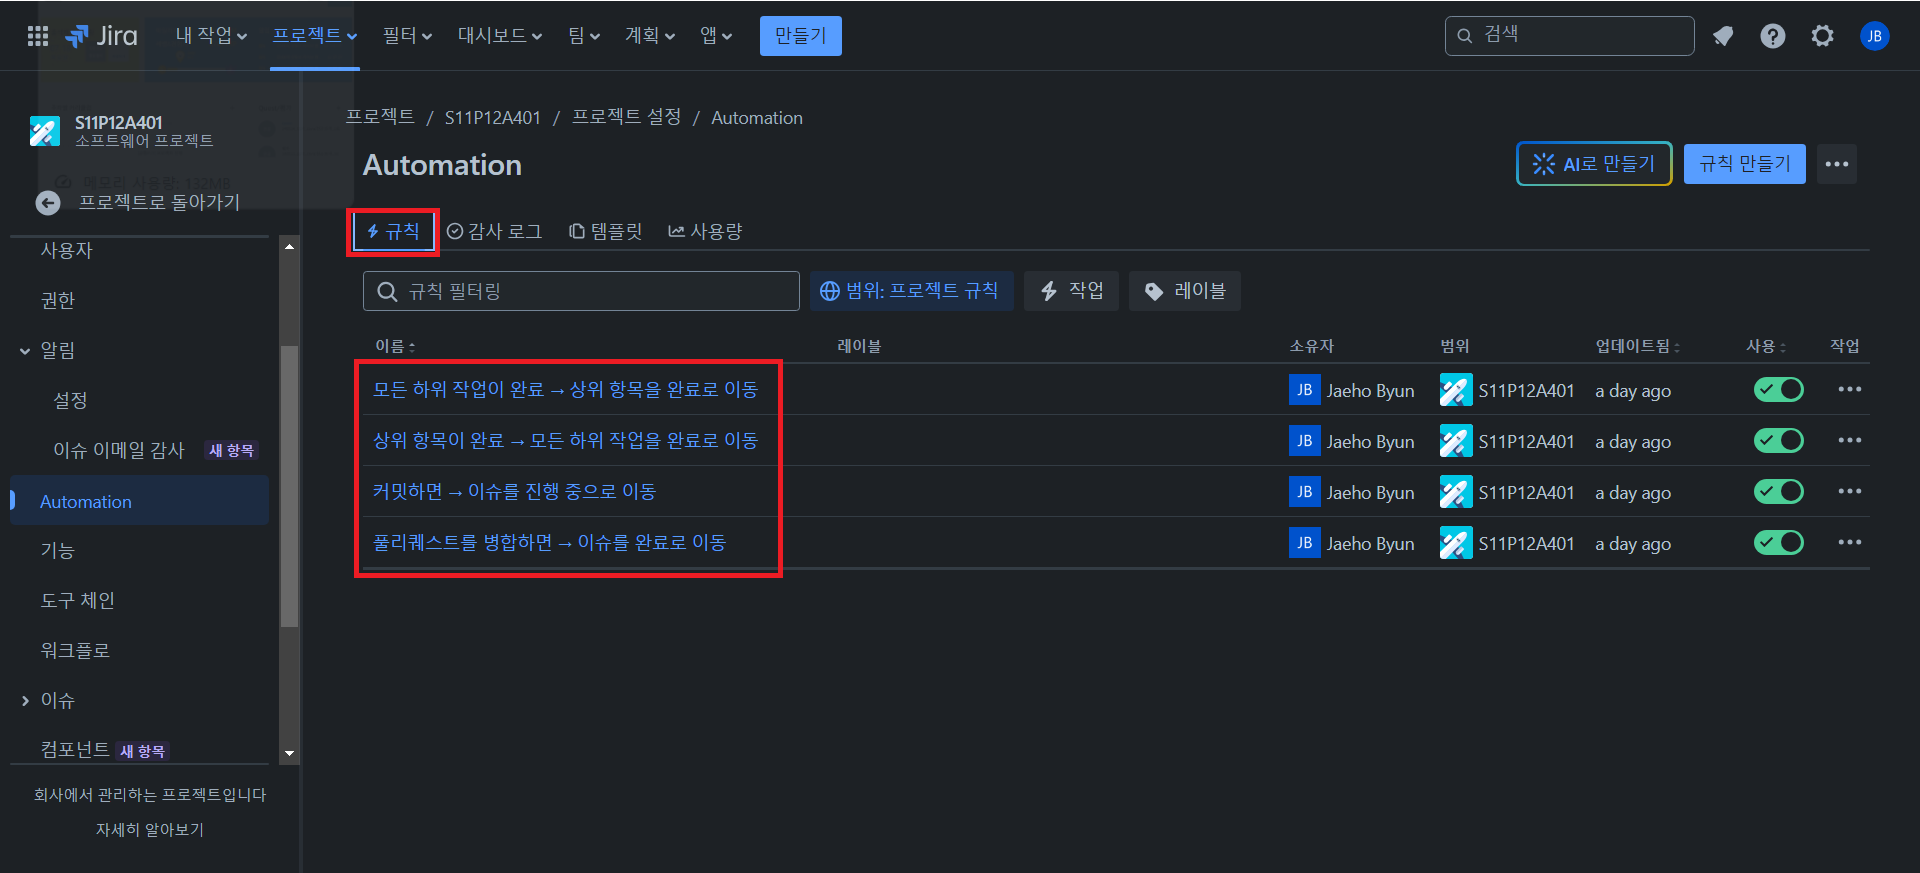 Jira 내 작업 프로젝트 필터 대시보드 팀 계획 앱 만들기 검색 JB
S11P12A401
소프트웨어 프로젝트
메모리 사용량: 132MB
프로젝트로 돌아가기
사용자
권한
알림
설정
이슈 이메일 감사 새 항목
Automation
기능
도구 체인
워크플로
이슈
컴포넌트 새 항목
회사에서 관리하는 프로젝트입니다
자세히 알아보기
프로젝트 / S11P12A401 / 프로젝트 설정 / Automation
Automation
AI로 만들기 규칙 만들기
규칙 감사 로그 템플릿 사용량
규칙 필터링 범위: 프로젝트 규칙 작업 레이블
이름 레이블 소유자 범위 업데이트됨 사용 작업
모든 하위 작업이 완료 → 상위 항목을 완료로 이동 JB Jaeho Byun S11P12A401 a day ago
상위 항목이 완료 → 모든 하위 작업을 완료로 이동 JB Jaeho Byun S11P12A401 a day ago
커밋하면 → 이슈를 진행 중으로 이동 JB Jaeho Byun S11P12A401 a day ago
풀리퀘스트를 병합하면 → 이슈를 완료로 이동 JB Jaeho Byun S11P12A401 a day ago